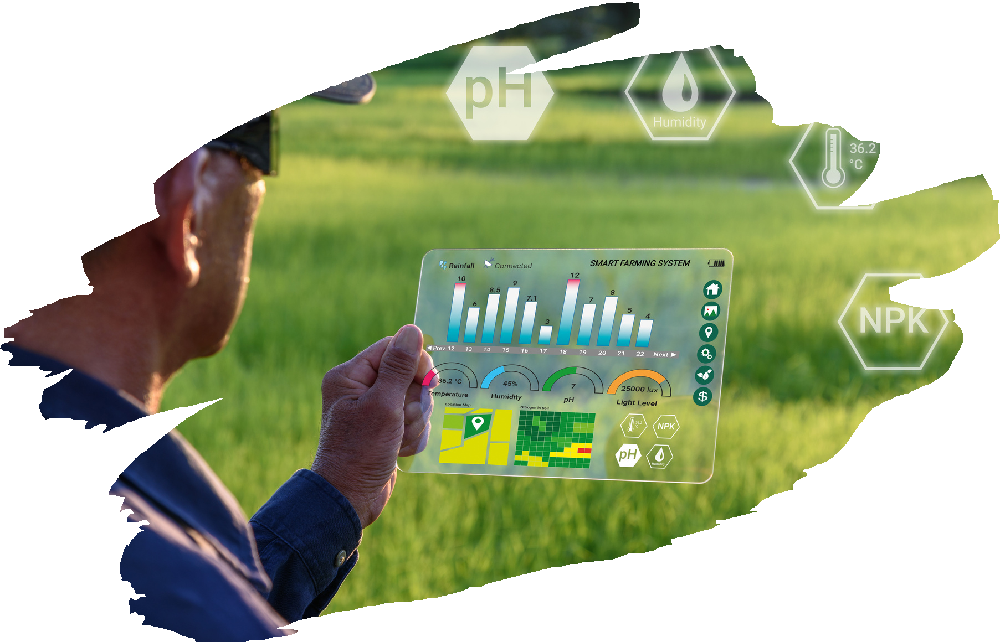 pH
Humidity
36.2
°C
NPK
Rainfall
Connected
SMART FARMING SYSTEM
10
6
8.5
9
7.1
3
12
7
8
5
4
◀ Prev 12 13 14 15 16 17 18 19 20 21 22 Next ▶
36.2 °C
45%
7
25000 lux
Temperature
Humidity
pH
Light Level
Location Map
Nitrogen in Soil
36.2
°C
NPK
pH
Humidity
$